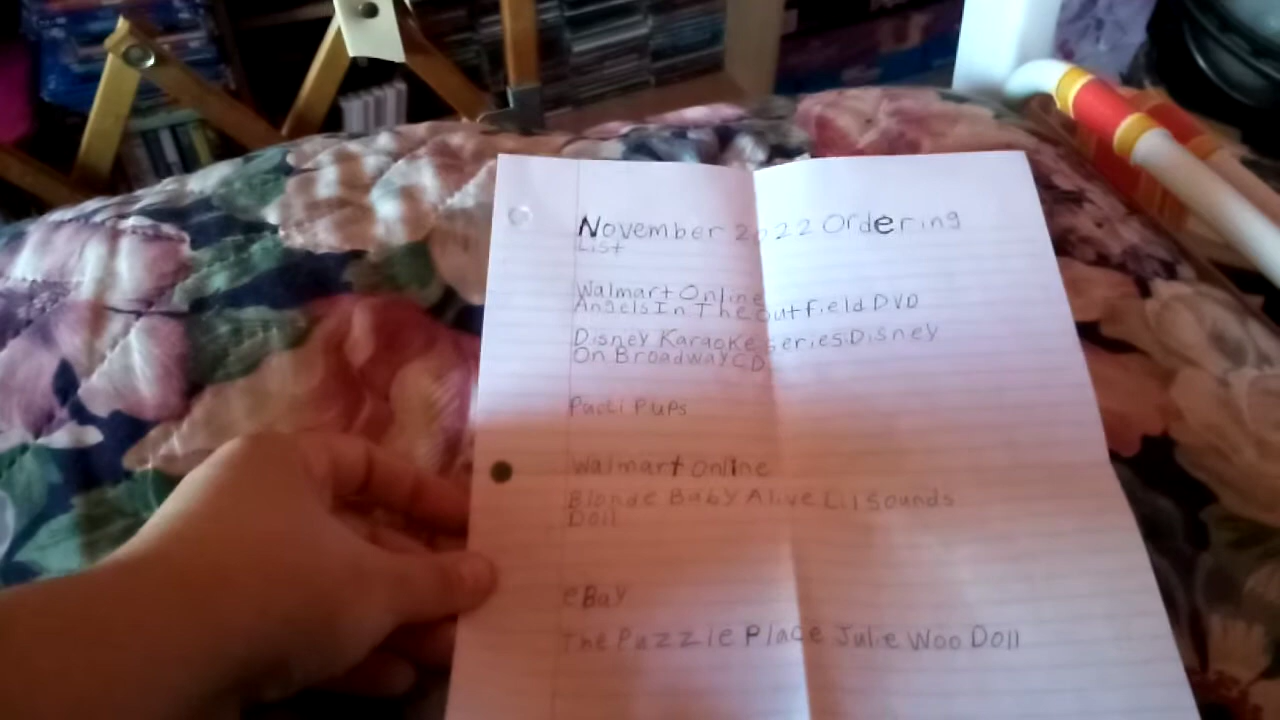 November 2022 Ordering
List
Walmart Online
Angels In The Outfield DVD
Disney Karaoke Series: Disney
On Broadway CD
Pacti Pups
Walmart Online
Blonde Baby Alive Lil Sounds
Doll
eBay
The Puzzle Place Julie Woo Doll